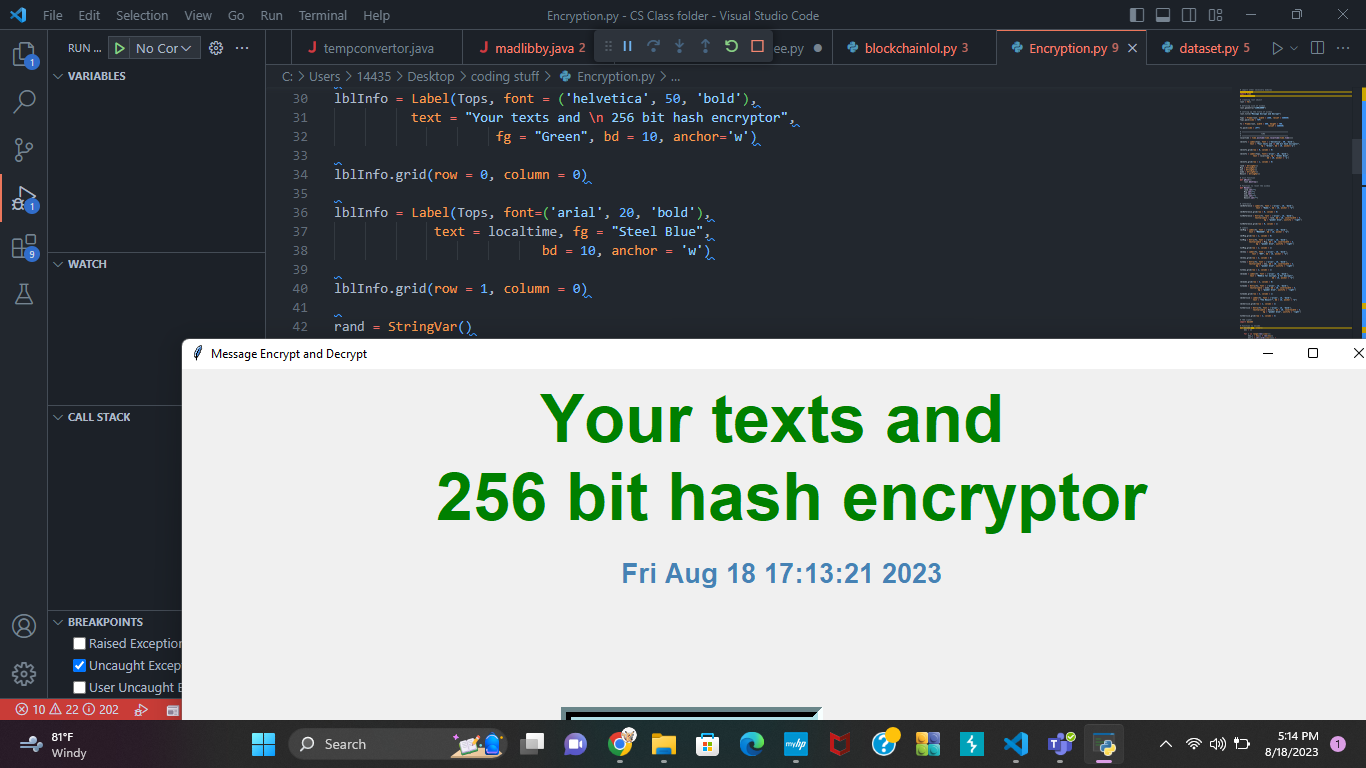 File Edit Selection View Go Run Terminal Help Encryption.py - CS Class folder - Visual Studio Code
RUN ... No Cor ... tempconvertor.java madlibby.java 2 ee.py blockchainlol.py 3 Encryption.py 9 dataset.py 5
C: > Users > 14435 > Desktop > coding stuff > Encryption.py > ...
VARIABLES
WATCH
CALL STACK
BREAKPOINTS
Raised Exception
Uncaught Excep
User Uncaught E
30 lblInfo = Label(Tops, font = ('helvetica', 50, 'bold'),
31 text = "Your texts and \n 256 bit hash encryptor",
32 fg = "Green", bd = 10, anchor='w')
33
34 lblInfo.grid(row = 0, column = 0)
35
36 lblInfo = Label(Tops, font=('arial', 20, 'bold'),
37 text = localtime, fg = "Steel Blue",
38 bd = 10, anchor = 'w')
39
40 lblInfo.grid(row = 1, column = 0)
41
42 rand = StringVar()
1
1
9
Message Encrypt and Decrypt
Your texts and
256 bit hash encryptor
Fri Aug 18 17:13:21 2023
10 22 202
81°F
Windy
Search
myhp
5:14 PM
8/18/2023
1